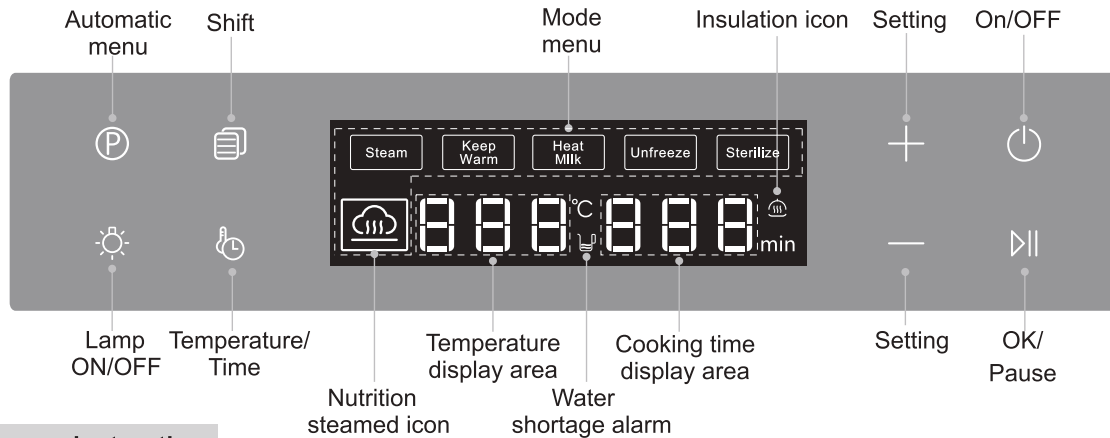 Automatic
menu
Shift
Mode
menu
Insulation icon
Setting
On/OFF
P
Steam
Keep
Warm
Heat
MIlk
Unfreeze
Sterilize
888
°C
888
min
Lamp
ON/OFF
Temperature/
Time
Temperature
display area
Cooking time
display area
Setting
OK/
Pause
Nutrition
steamed icon
Water
shortage alarm